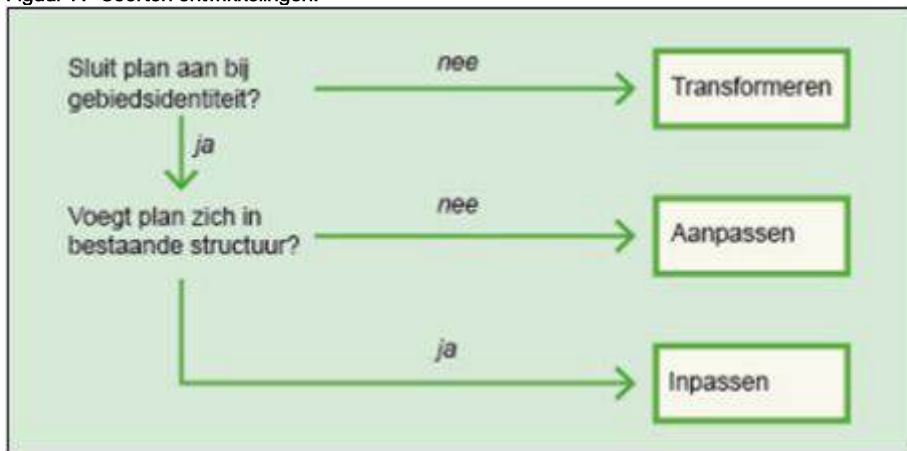 Sluit plan aan bij
gebiedsidentiteit?
nee
Transformeren
ja
Voegt plan zich in
bestaande structuur?
nee
Aanpassen
ja
Inpassen